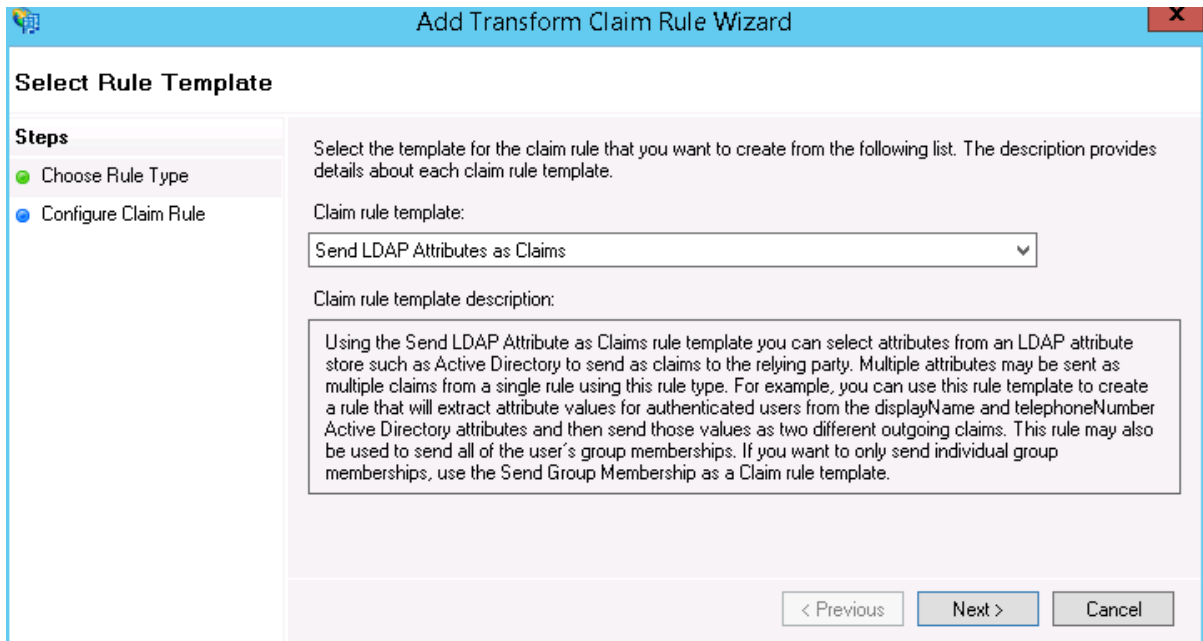 Add Transform Claim Rule Wizard
x
Select Rule Template
Steps
Choose Rule Type
Configure Claim Rule
Select the template for the claim rule that you want to create from the following list. The description provides
details about each claim rule template.
Claim rule template:
Send LDAP Attributes as Claims
Claim rule template description:
Using the Send LDAP Attribute as Claims rule template you can select attributes from an LDAP attribute
store such as Active Directory to send as claims to the relying party. Multiple attributes may be sent as
multiple claims from a single rule using this rule type. For example, you can use this rule template to create
a rule that will extract attribute values for authenticated users from the displayName and telephoneNumber
Active Directory attributes and then send those values as two different outgoing claims. This rule may also
be used to send all of the user´s group memberships. If you want to only send individual group
memberships, use the Send Group Membership as a Claim rule template.
< Previous
Next >
Cancel